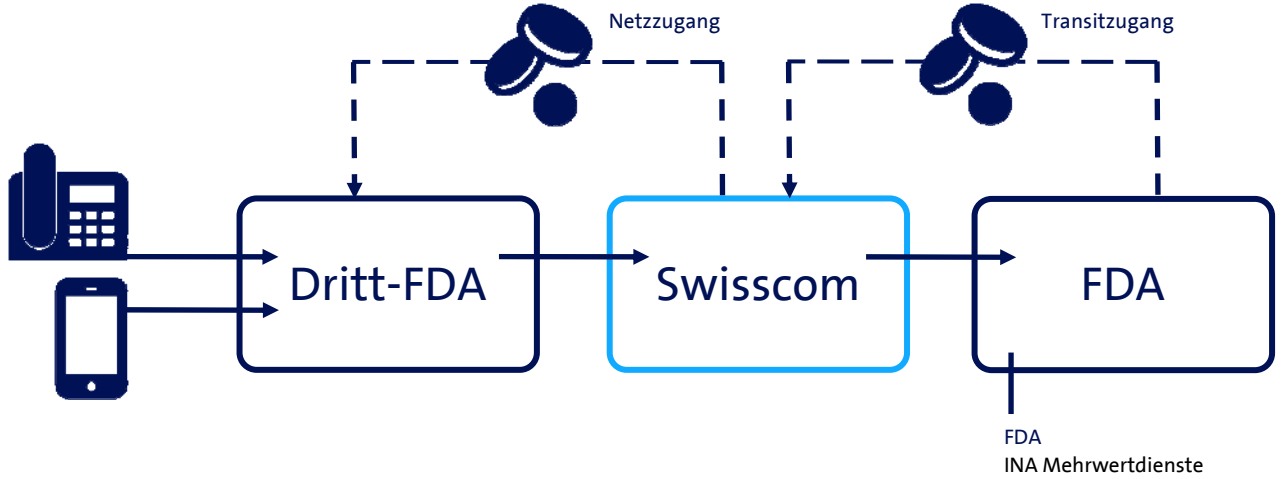 Netzzugang
Transitzugang
Dritt-FDA
Swisscom
FDA
FDA
INA Mehrwertdienste